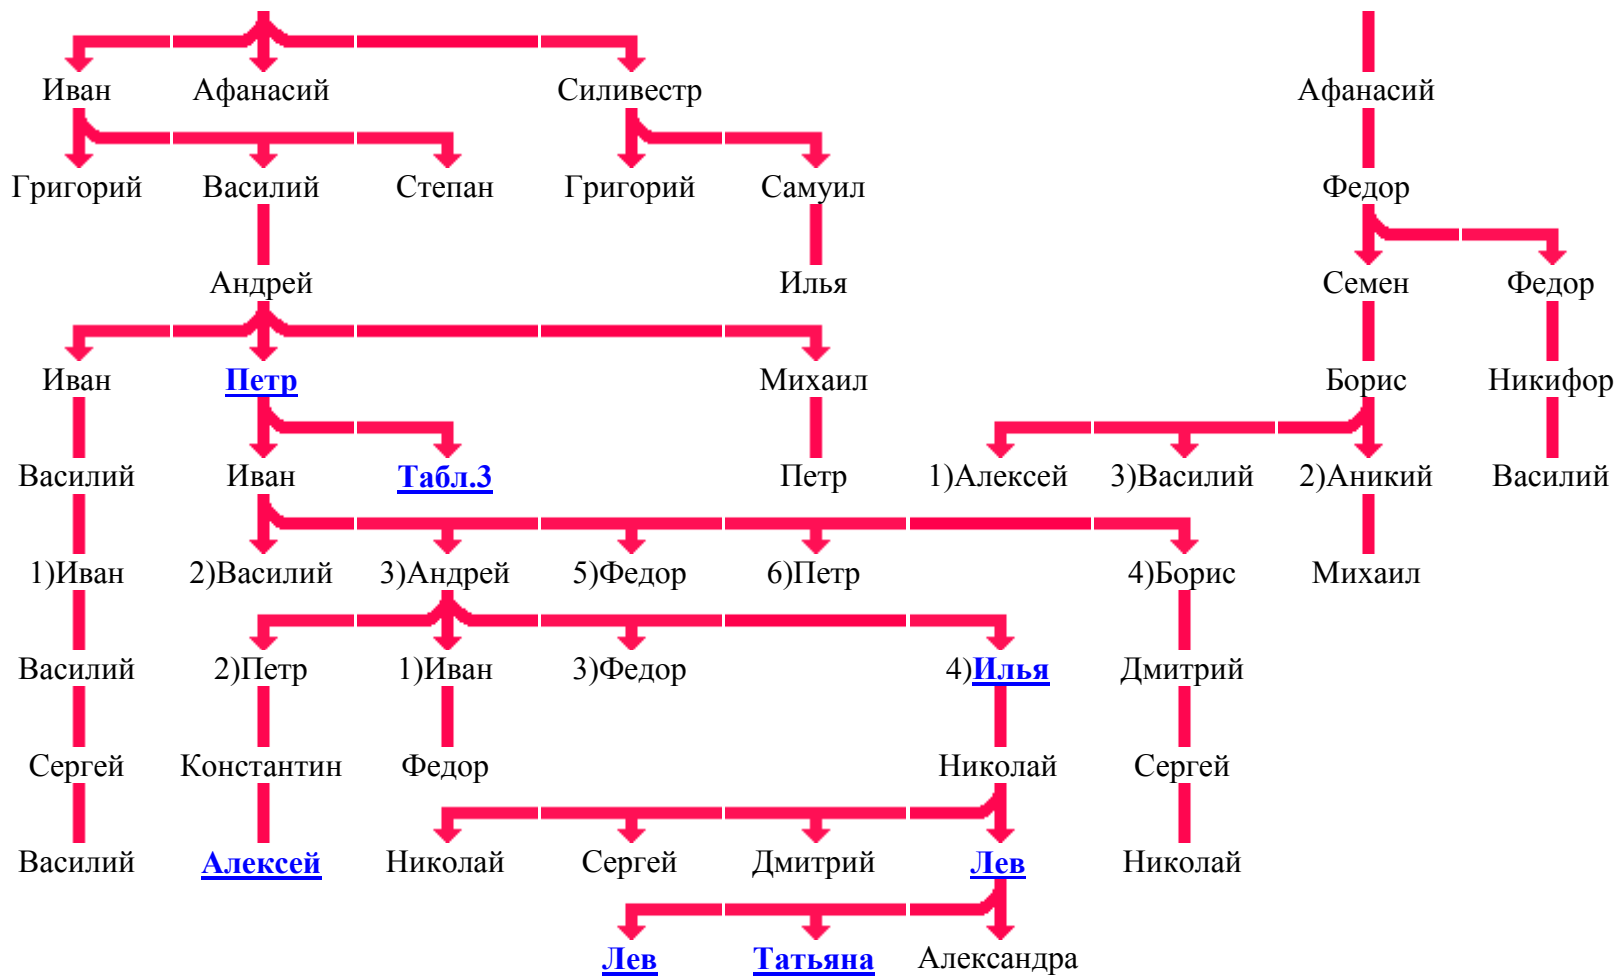 Иван Афанасий Силивестр Афанасий
Григорий Василий Степан Григорий Самуил Федор
Андрей Илья Семен Федор
Иван Петр Михаил Борис Никифор
Василий Иван Табл.3 Петр 1)Алексей 3)Василий 2)Аникий Василий
1)Иван 2)Василий 3)Андрей 5)Федор 6)Петр 4)Борис Михаил
Василий 2)Петр 1)Иван 3)Федор 4)Илья Дмитрий
Сергей Константин Федор Николай Сергей
Василий Алексей Николай Сергей Дмитрий Лев Николай
Лев Татьяна Александра